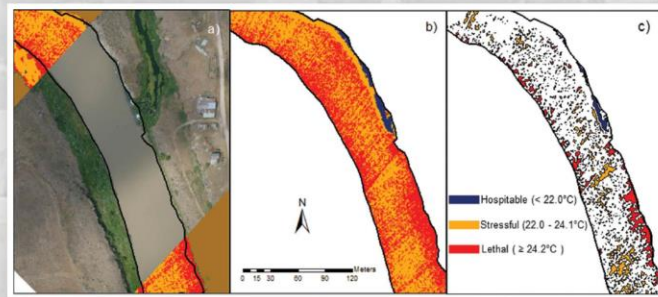 a)
b)
c)
N
Meters
0 15 30 60 90 120
Hospitable (< 22.0°C)
Stressful (22.0 - 24.1°C)
Lethal ( ≥ 24.2°C )